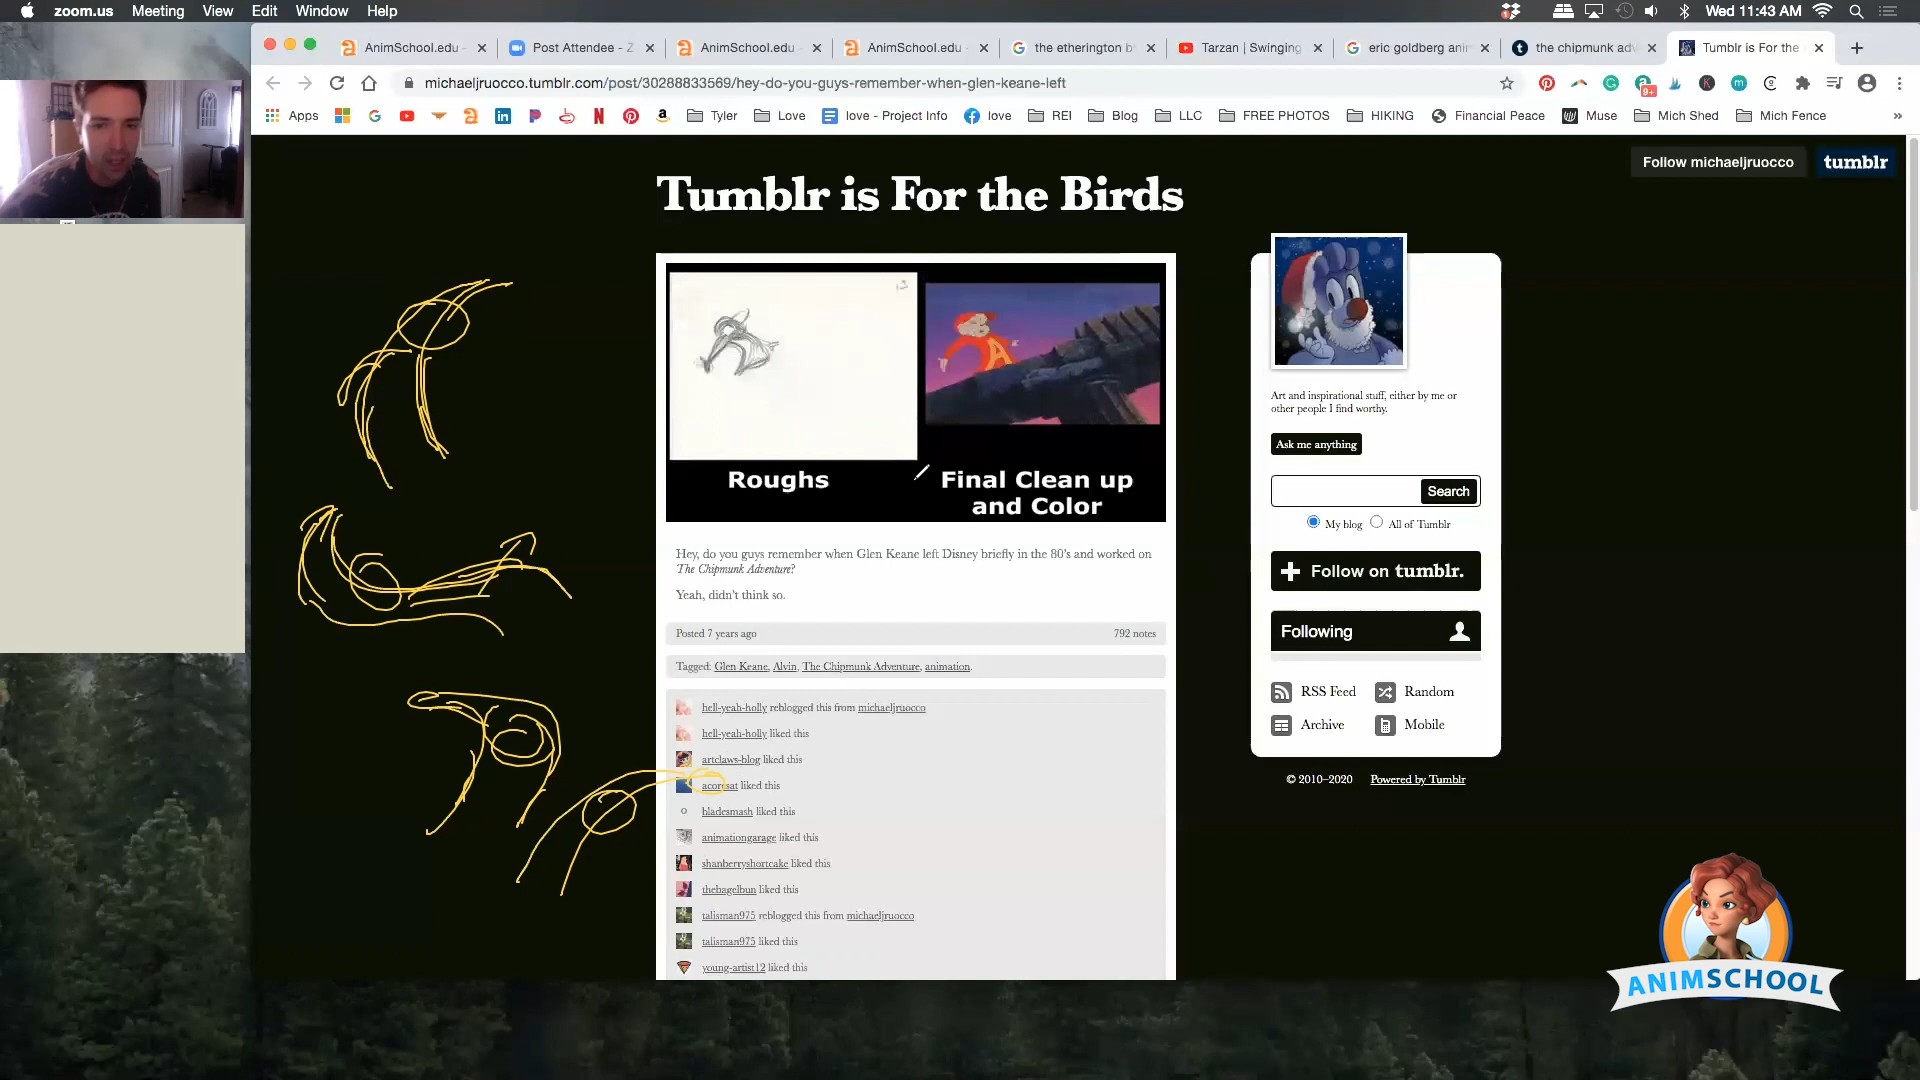 zoom.us Meeting View Edit Window Help Wed 11:43 AM
AnimSchool.edu - Post Attendee - Z AnimSchool.edu - AnimSchool.edu - the etherington b Tarzan | Swinging eric goldberg ani the chipmunk adv Tumblr is For the
michaeljruocco.tumblr.com/post/30288833569/hey-do-you-guys-remember-when-glen-keane-left
9+
Apps Tyler Love love - Project Info love REI Blog LLC FREE PHOTOS HIKING Financial Peace Muse Mich Shed Mich Fence »
Follow michaeljruocco tumblr
Tumblr is For the Birds
Roughs
Final Clean up
and Color
Hey, do you guys remember when Glen Keane left Disney briefly in the 80's and worked on
The Chipmunk Adventure?
Yeah, didn't think so.
Posted 7 years ago 792 notes
Tagged: Glen Keane, Alvin, The Chipmunk Adventure, animation.
hell-yeah-holly reblogged this from michaeljruocco
hell-yeah-holly liked this
artclaws-blog liked this
liked this
bladesmash liked this
animationgarage liked this
shanberryshortcake liked this
thebagelbun liked this
talisman975 reblogged this from michaeljruocco
talisman975 liked this
young-artist12 liked this
Art and inspirational stuff, either by me or
other people I find worthy.
Ask me anything
Search
My blog All of Tumblr
Follow on tumblr.
Following
RSS Feed Random
Archive Mobile
© 2010–2020 Powered by Tumblr
ANIMSCHOOL